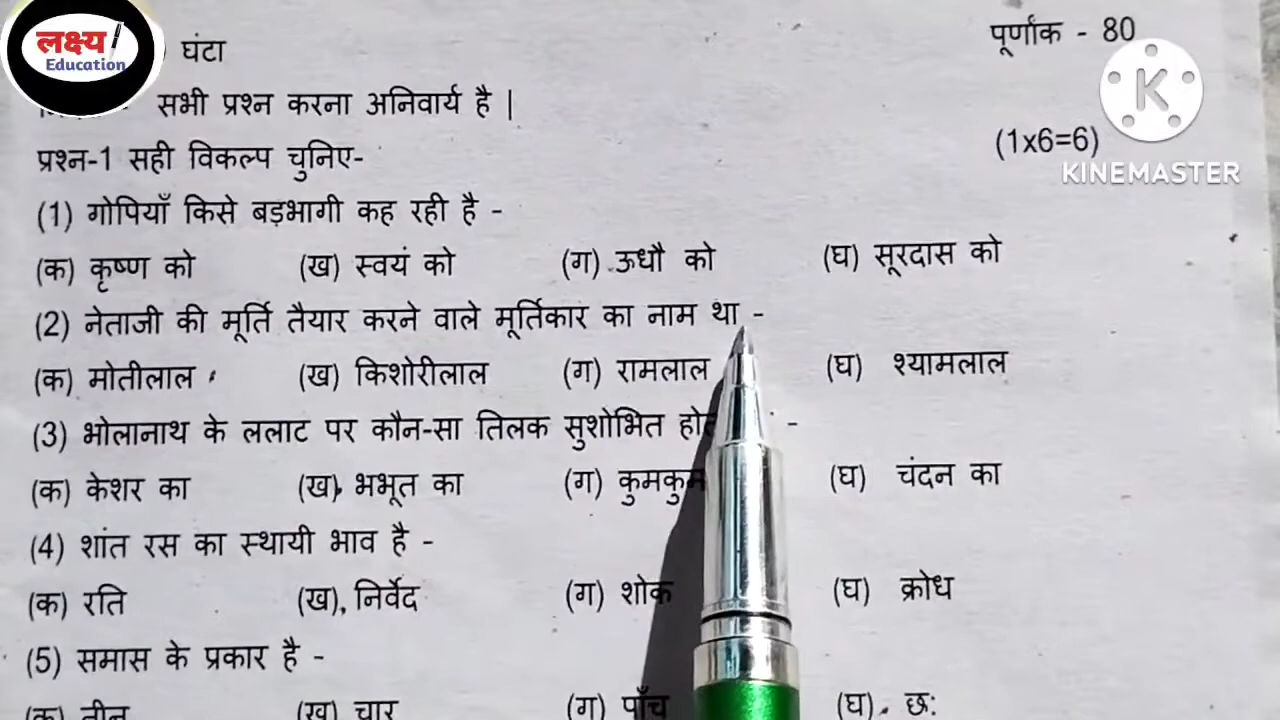 लक्ष्य
Education
घंटा
पूर्णांक - 80
सभी प्रश्न करना अनिवार्य है |
KINEMASTER
प्रश्न-1 सही विकल्प चुनिए- (1x6=6)
(1) गोपियाँ किसे बड़भागी कह रही है -
(क) कृष्ण को (ख) स्वयं को (ग) ऊधौ को (घ) सूरदास को
(2) नेताजी की मूर्ति तैयार करने वाले मूर्तिकार का नाम था -
(क) मोतीलाल (ख) किशोरीलाल (ग) रामलाल (घ) श्यामलाल
(3) भोलानाथ के ललाट पर कौन-सा तिलक सुशोभित -
(क) केशर का (ख) भभूत का (ग) कुमकुम (घ) चंदन का
(4) शांत रस का स्थायी भाव है -
(क) रति (ख) निर्वेद (ग) शोक (घ) क्रोध
(5) समास के प्रकार है -
(क) तीन (ख) चार (ग) पाँच (घ) छः